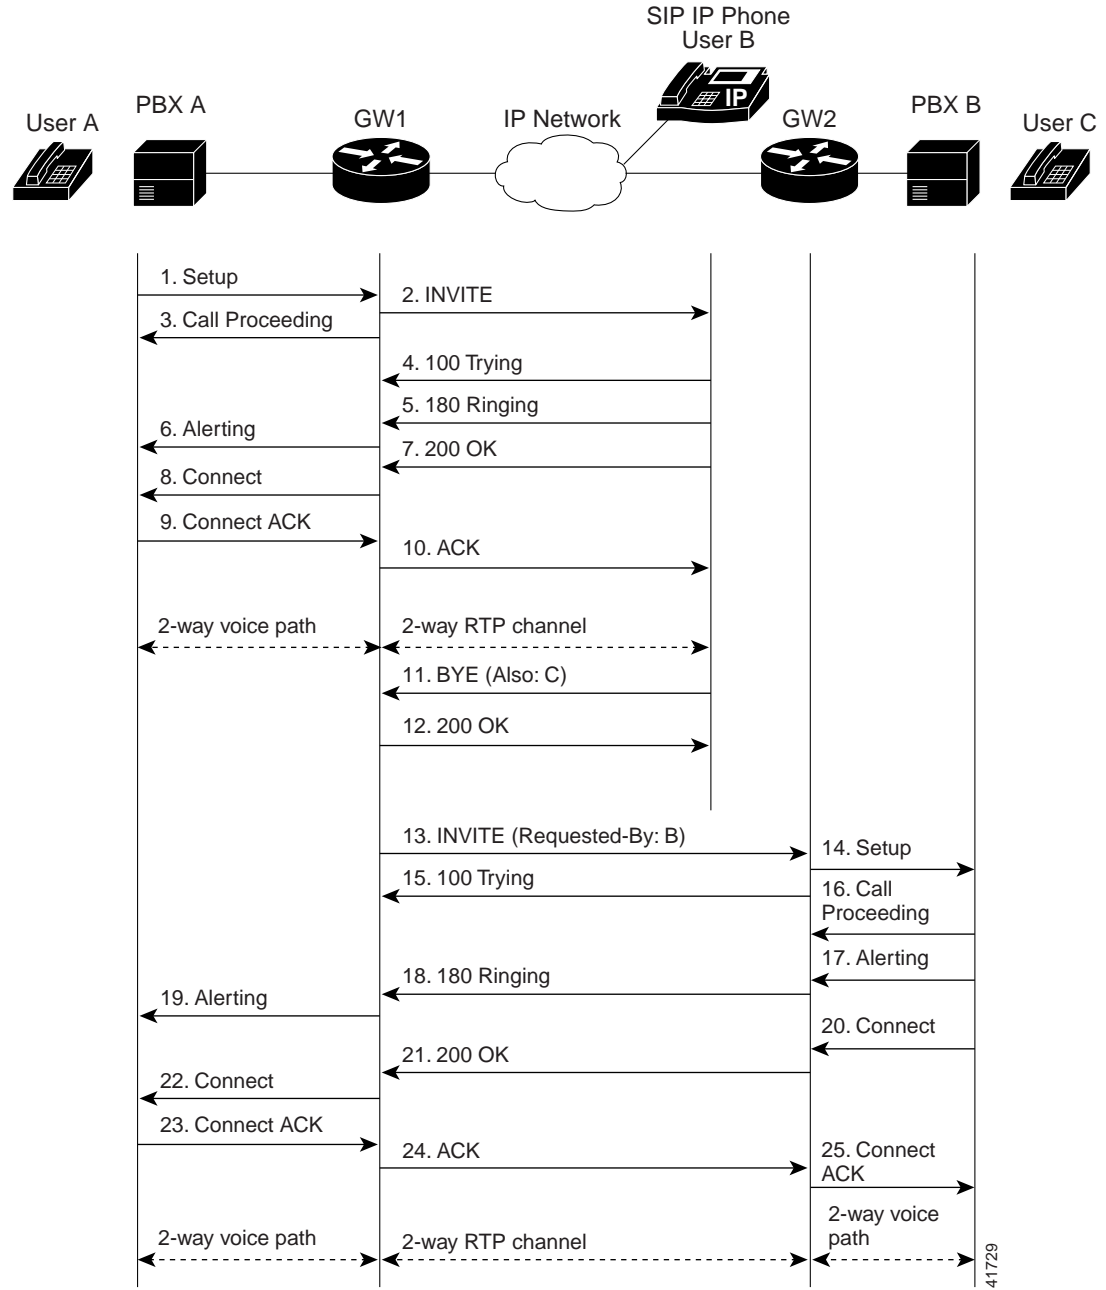 SIP IP Phone
User B
IP
User A
PBX A
GW1
IP Network
GW2
PBX B
User C
1. Setup
2. INVITE
3. Call Proceeding
4. 100 Trying
5. 180 Ringing
6. Alerting
7. 200 OK
8. Connect
9. Connect ACK
10. ACK
2-way voice path
2-way RTP channel
11. BYE (Also: C)
12. 200 OK
13. INVITE (Requested-By: B)
14. Setup
15. 100 Trying
16. Call
Proceeding
17. Alerting
18. 180 Ringing
19. Alerting
20. Connect
21. 200 OK
22. Connect
23. Connect ACK
24. ACK
25. Connect
ACK
2-way voice path
2-way RTP channel
2-way voice
path
41729